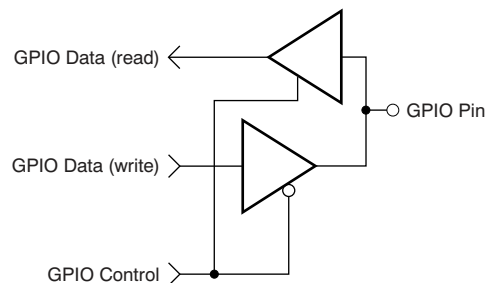 GPIO Data (read)
GPIO Pin
GPIO Data (write)
GPIO Control